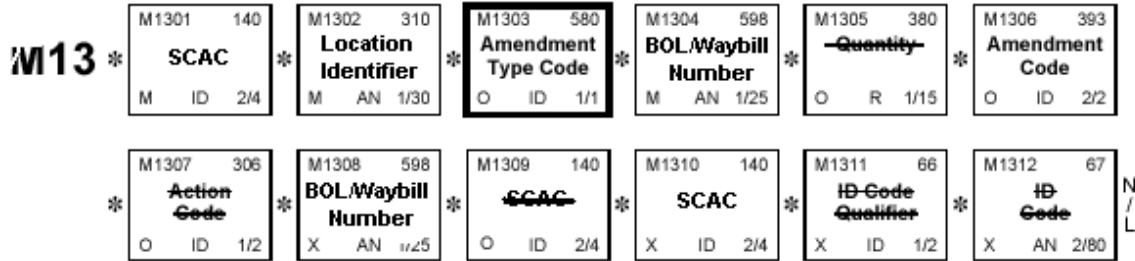 M1301 140 M1302 310 M1303 580 M1304 598 M1305 380 M1306 393
M13 * SCAC * Location Identifier * Amendment Type Code * BOL/Waybill Number * Quantity * Amendment Code
M ID 2/4 M AN 1/30 O ID 1/1 M AN 1/25 O R 1/15 O ID 2/2
M1307 306 M1308 598 M1309 140 M1310 140 M1311 66 M1312 67
* Action Code * BOL/Waybill Number * SCAC * SCAC * ID Code Qualifier * ID Code N / L
O ID 1/2 X AN 1/25 O ID 2/4 X ID 2/4 X ID 1/2 X AN 2/80